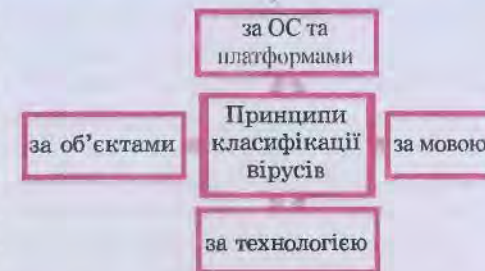 за ОС та
платформами
за об’єктами
Принципи
класифікації
вірусів
за мовою
за технологією